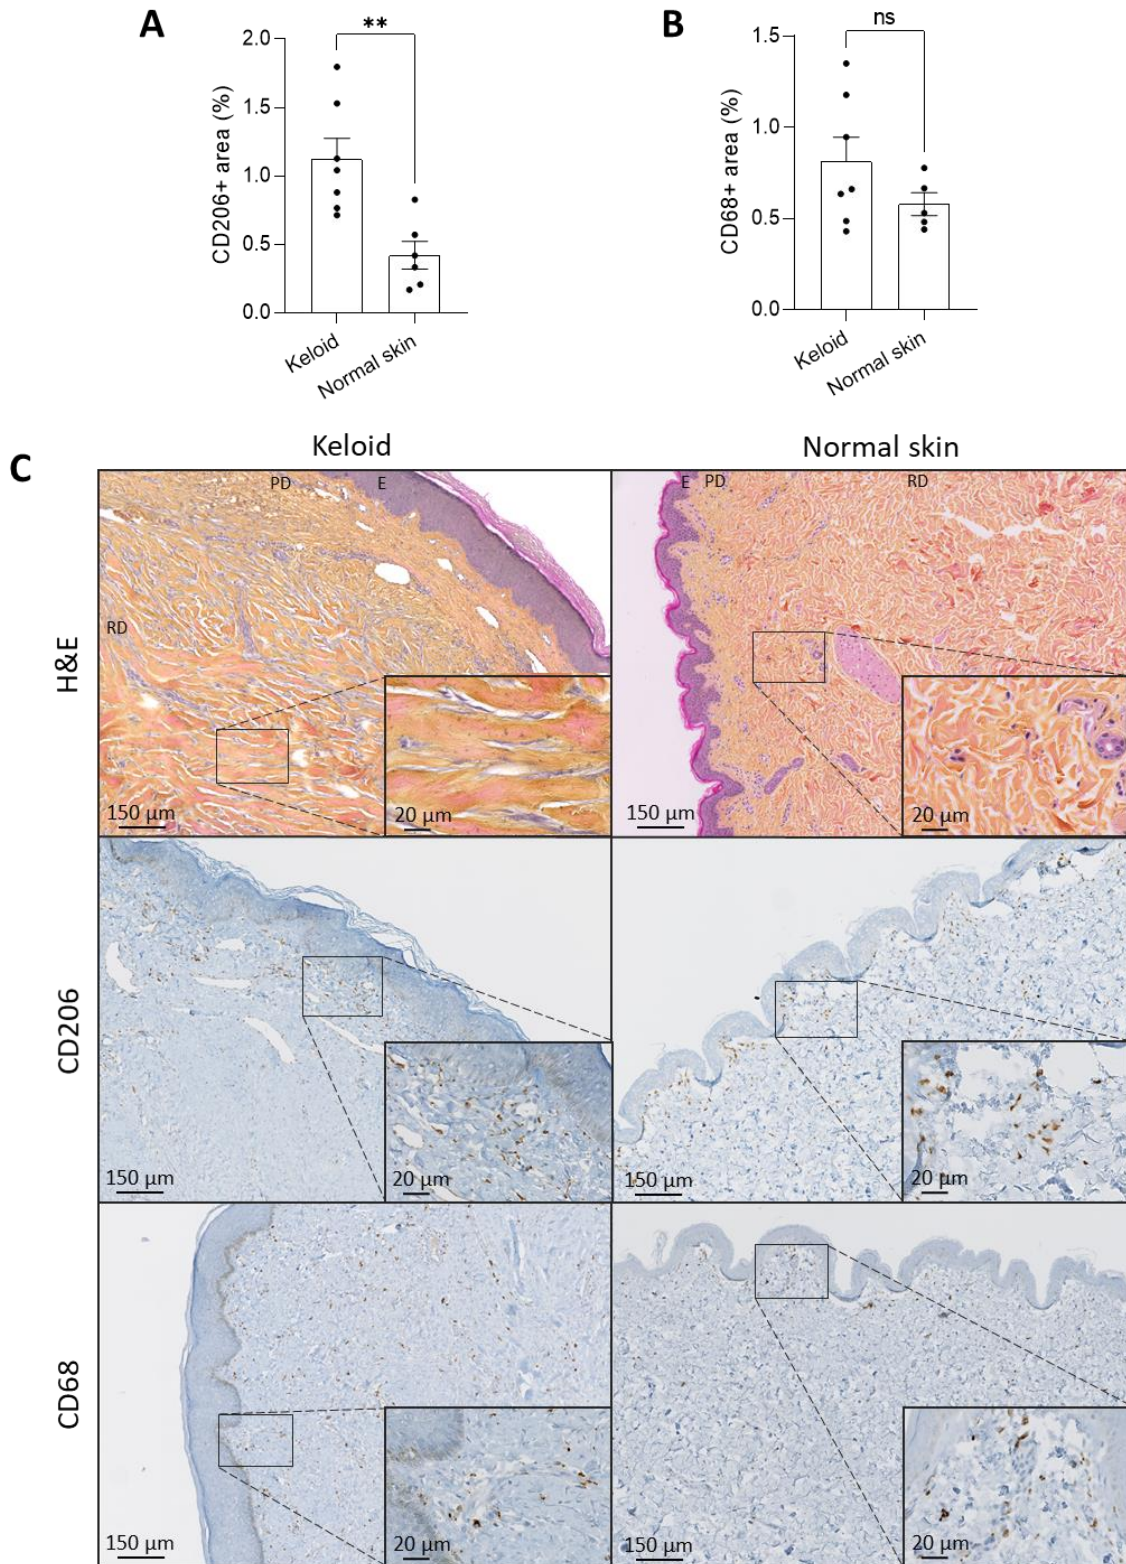 A
**
CD206+ area (%)
2.0
1.5
1.0
0.5
0.0
Keloid
Normal skin
B
ns
CD68+ area (%)
1.5
1.0
0.5
0.0
Keloid
Normal skin
C
Keloid
Normal skin
H&E
PD
E
RD
150 µm
20 µm
E
PD
RD
150 µm
20 µm
CD206
150 µm
20 µm
150 µm
20 µm
CD68
150 µm
20 µm
150 µm
20 µm